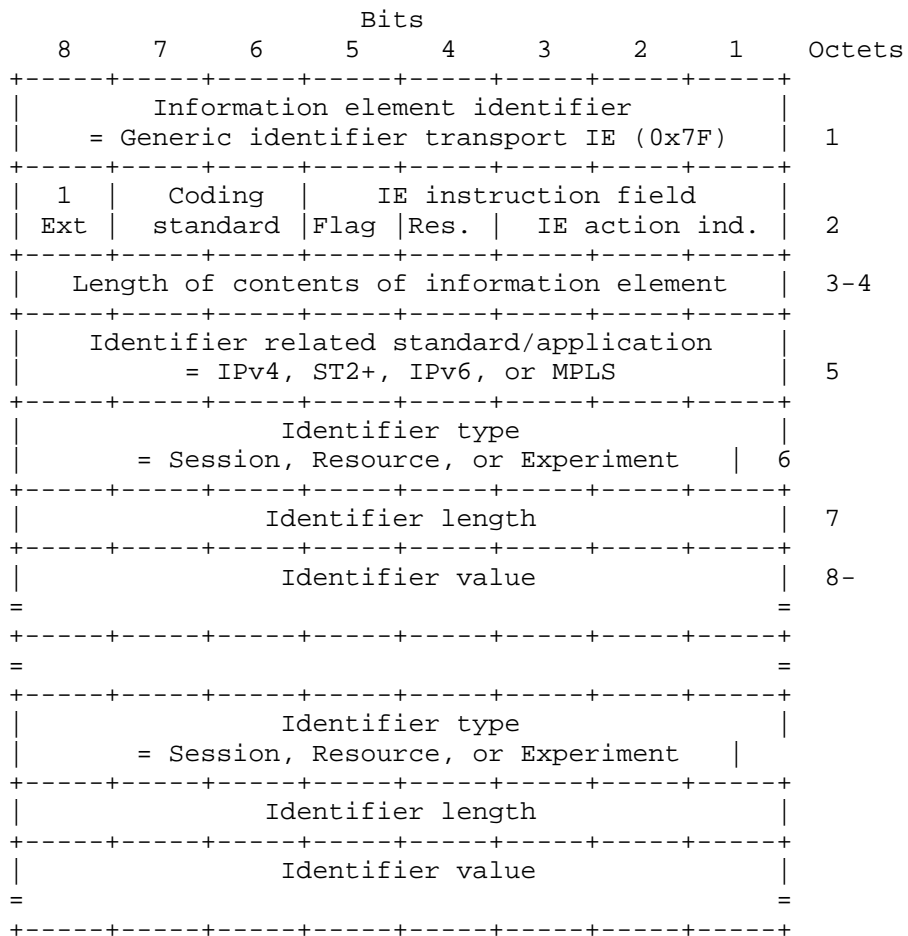 Bits
    8     7     6     5     4     3     2     1    Octets
 +-----+-----+-----+-----+-----+-----+-----+-----+
 |         Information element identifier        |
 |     = Generic identifier transport IE (0x7F)  |  1
 +-----+-----+-----+-----+-----+-----+-----+-----+
 |  1  |   Coding  |    IE instruction field     |
 | Ext |  standard |Flag |Res. |  IE action ind. |  2
 +-----+-----+-----+-----+-----+-----+-----+-----+
 |   Length of contents of information element   |  3-4
 +-----+-----+-----+-----+-----+-----+-----+-----+
 |    Identifier related standard/application    |
 |           = IPv4, ST2+, IPv6, or MPLS         |  5
 +-----+-----+-----+-----+-----+-----+-----+-----+
 |                 Identifier type               |
 |        = Session, Resource, or Experiment   |  6
 +-----+-----+-----+-----+-----+-----+-----+-----+
 |                Identifier length              |  7
 +-----+-----+-----+-----+-----+-----+-----+-----+
 |                 Identifier value              |  8-
 =                                               =
 +-----+-----+-----+-----+-----+-----+-----+-----+
 =                                               =
 +-----+-----+-----+-----+-----+-----+-----+-----+
 |                 Identifier type               |
 |        = Session, Resource, or Experiment   |
 +-----+-----+-----+-----+-----+-----+-----+-----+
 |                Identifier length              |
 +-----+-----+-----+-----+-----+-----+-----+-----+
 |                 Identifier value              |
 =                                               =
 +-----+-----+-----+-----+-----+-----+-----+-----+